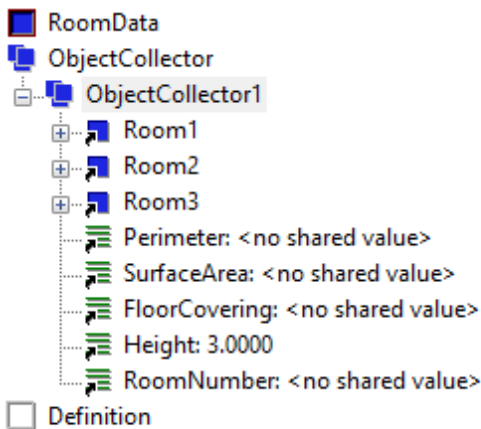 RoomData
ObjectCollector
ObjectCollector1
Room1
Room2
Room3
Perimeter: <no shared value>
SurfaceArea: <no shared value>
FloorCovering: <no shared value>
Height: 3.0000
RoomNumber: <no shared value>
Definition